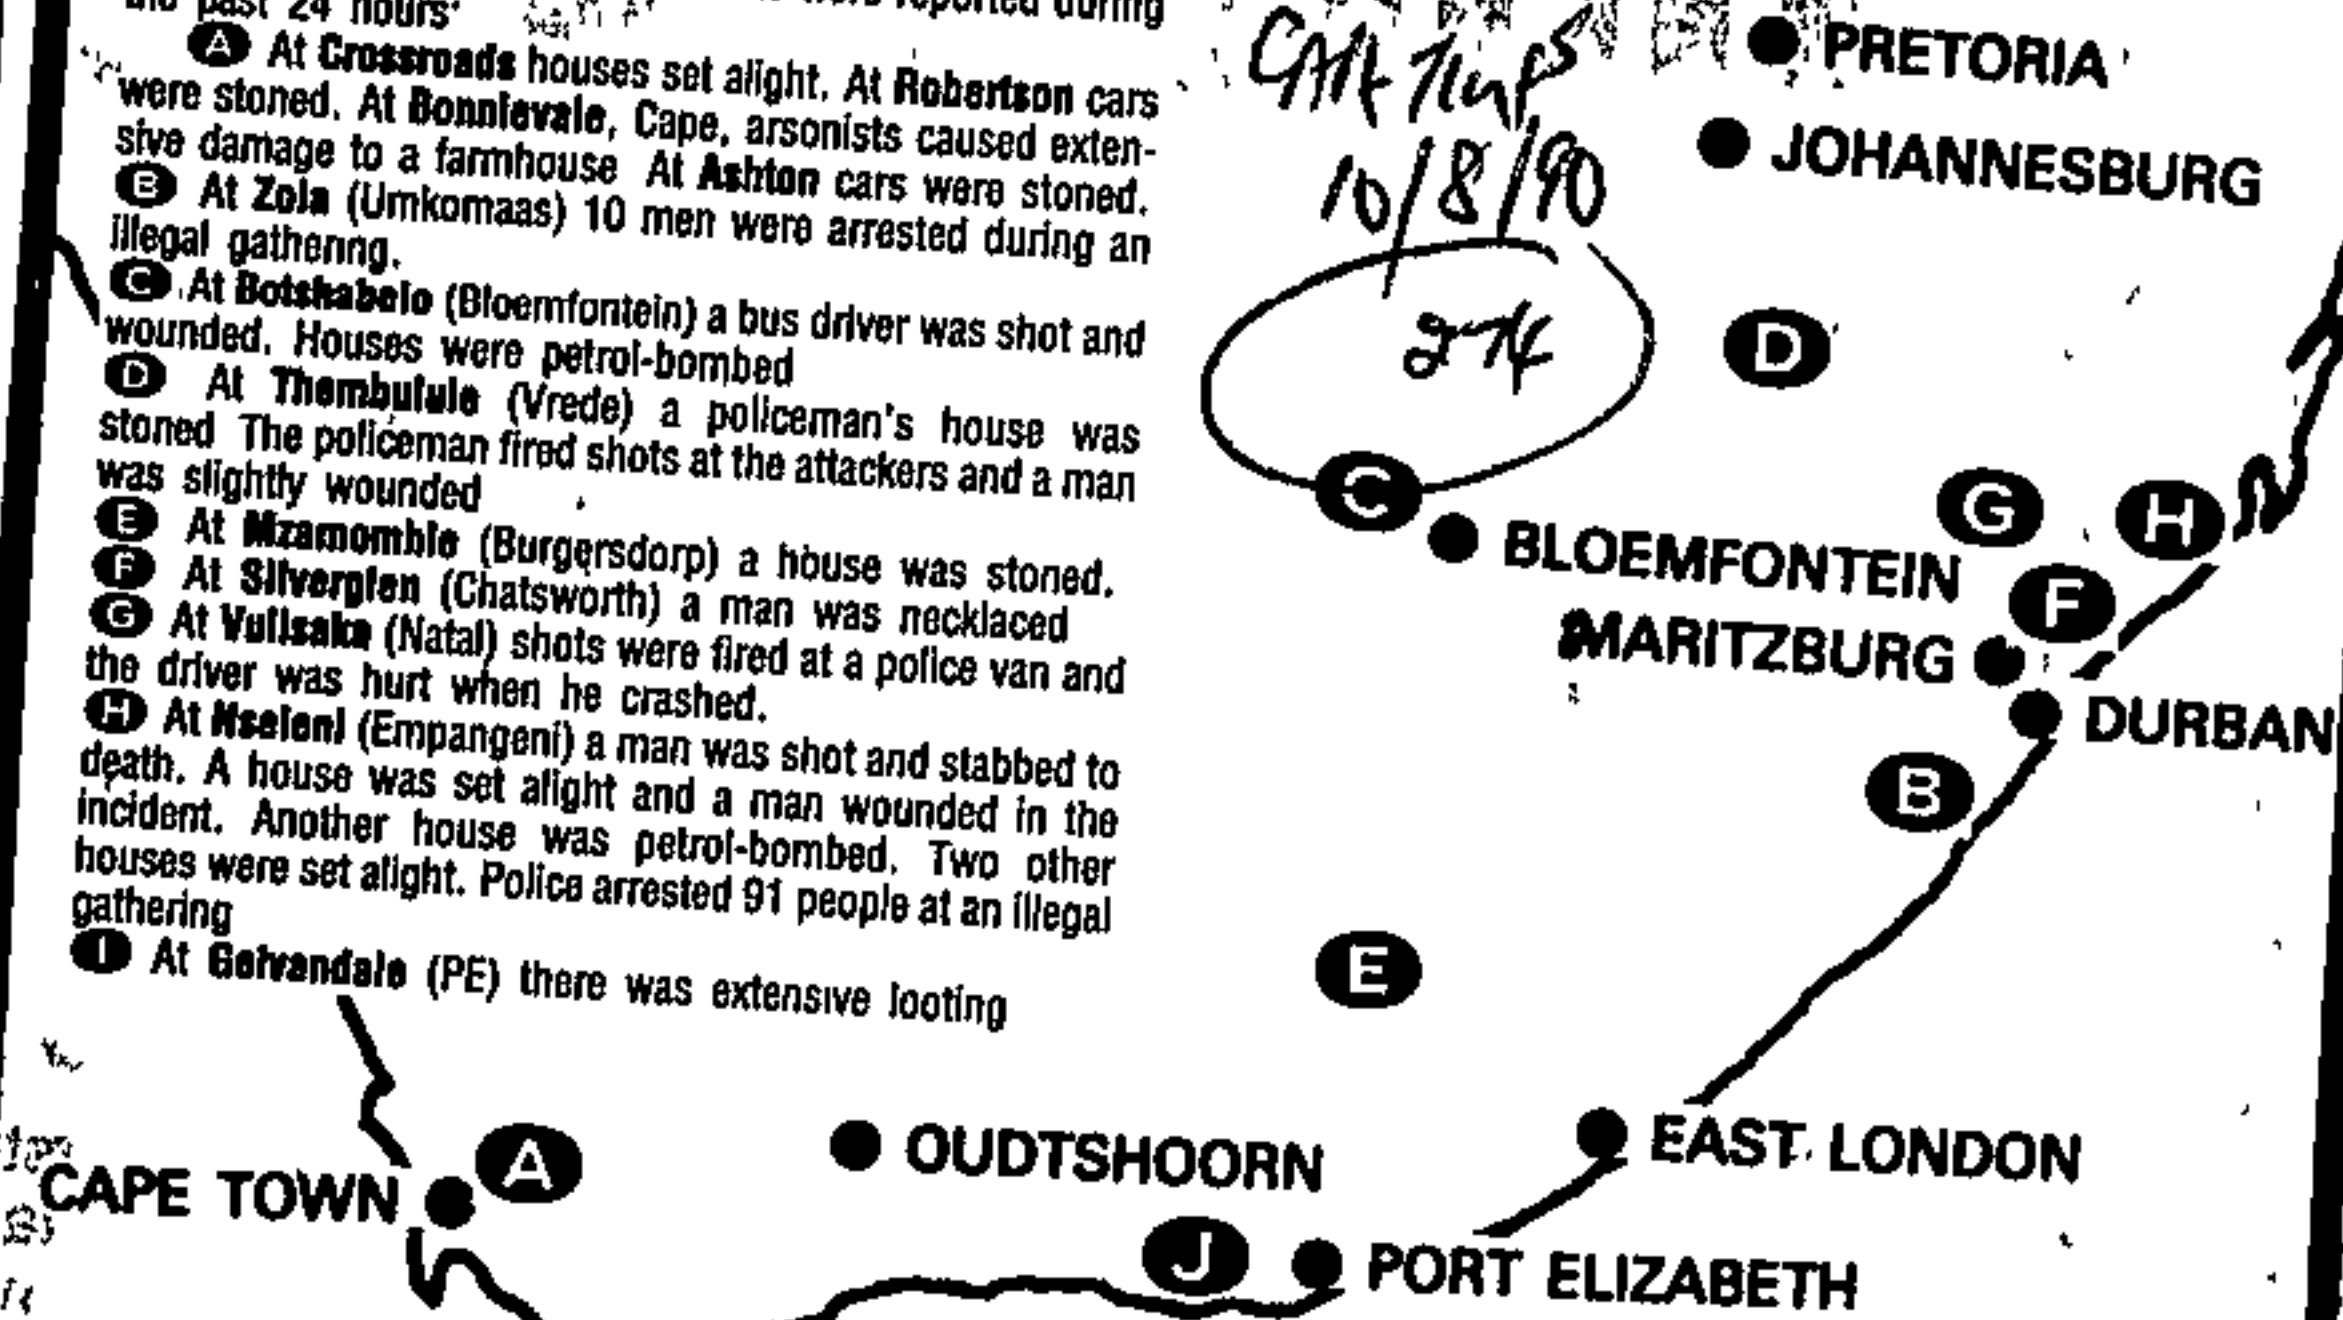 the past 24 hours
reported during
A At Crossroads houses set alight. At Robertson cars
were stoned. At Bonnievale, Cape, arsonists caused exten-
sive damage to a farmhouse At Ashton cars were stoned.
B At Zola (Umkomaas) 10 men were arrested during an
illegal gathering.
C At Botshabelo (Bloemfontein) a bus driver was shot and
wounded. Houses were petrol-bombed
D At Thembulule (Vrede) a policeman's house was
stoned The policeman fired shots at the attackers and a man
was slightly wounded
E At Mzamomhle (Burgersdorp) a house was stoned.
F At Silverglen (Chatsworth) a man was necklaced
G At Vulisaka (Natal) shots were fired at a police van and
the driver was hurt when he crashed.
H At Nseleni (Empangeni) a man was shot and stabbed to
death. A house was set alight and a man wounded in the
incident. Another house was petrol-bombed. Two other
houses were set alight. Police arrested 91 people at an illegal
gathering
I At Gelvandale (PE) there was extensive looting
10/8/90
274
PRETORIA
JOHANNESBURG
D
C
BLOEMFONTEIN
G
H
F
MARITZBURG
DURBAN
B
E
EAST LONDON
OUDTSHOORN
A
CAPE TOWN
J
PORT ELIZABETH